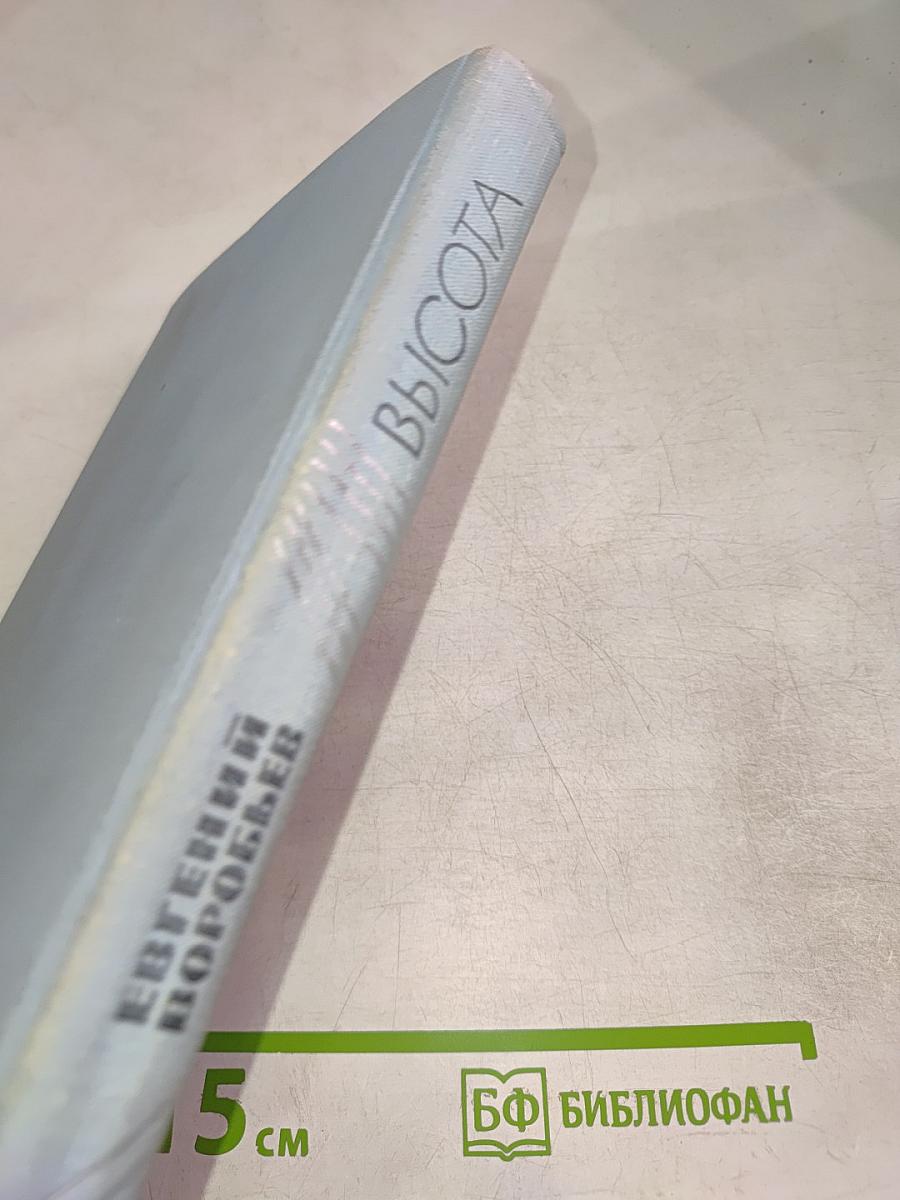 ВЫСОТА
ЕВГЕНИЙ
ВОРОБЬЕВ
15 см
БФ БИБЛИОФАН